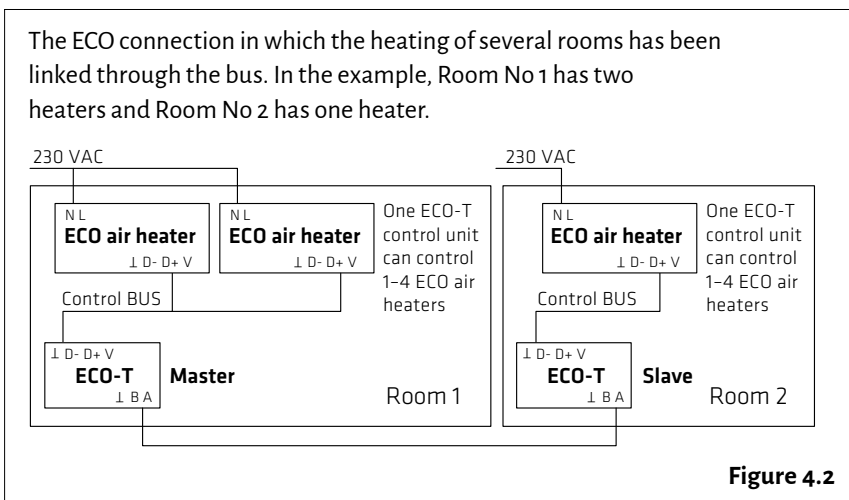 The ECO connection in which the heating of several rooms has been
linked through the bus. In the example, Room No 1 has two
heaters and Room No 2 has one heater.
230 VAC
230 VAC
N L
ECO air heater
⊥ D- D+ V
N L
ECO air heater
⊥ D- D+ V
One ECO-T
control unit
can control
1–4 ECO air
heaters
Control BUS
⊥ D- D+ V
ECO-T
⊥ B A
Master
Room 1
N L
ECO air heater
⊥ D- D+ V
One ECO-T
control unit
can control
1–4 ECO air
heaters
Control BUS
⊥ D- D+ V
ECO-T
⊥ B A
Slave
Room 2
Figure 4.2